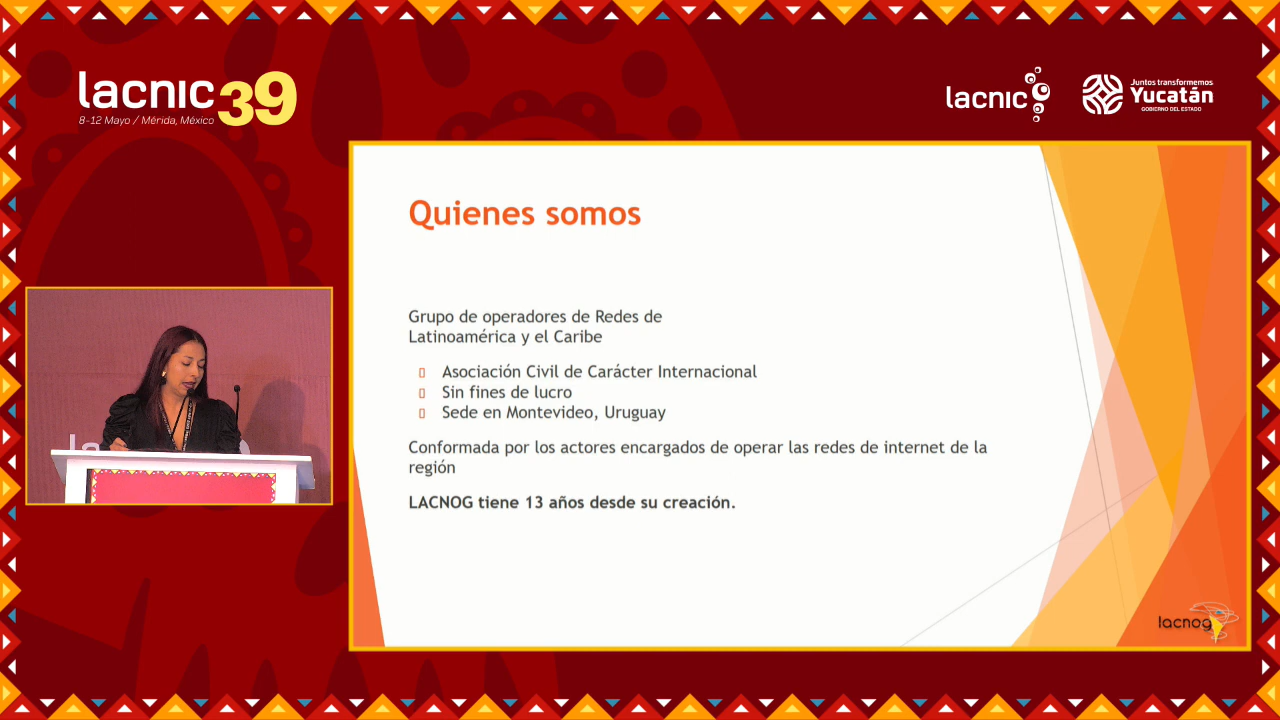 lacnic 39
8-12 Mayo / Mérida, México
lacnic
Juntos transformemos
Yucatán
GOBIERNO DEL ESTADO
Quienes somos
Grupo de operadores de Redes de
Latinoamérica y el Caribe
Asociación Civil de Carácter Internacional
Sin fines de lucro
Sede en Montevideo, Uruguay
Conformada por los actores encargados de operar las redes de internet de la
región
LACNOG tiene 13 años desde su creación.
lacnog